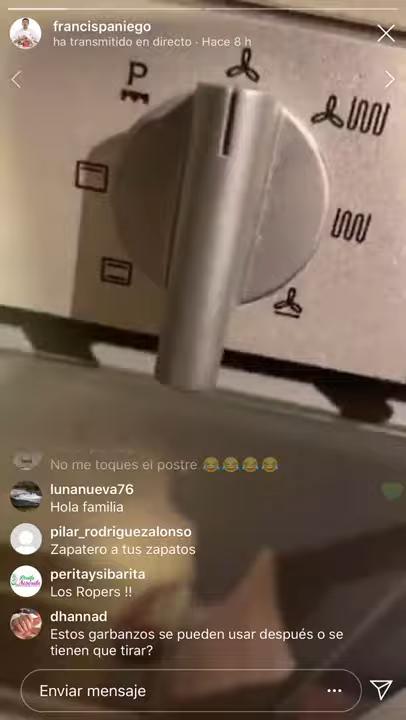 francispaniego
ha transmitido en directo · Hace 8 h
P
No me toques el postre 😂😂😂😂
lunanueva76
Hola familia
pilar_rodriguezalonso
Zapatero a tus zapatos
peritaysibarita
Los Ropers !!
dhannad
Estos garbanzos se pueden usar después o se
tienen que tirar?
Enviar mensaje